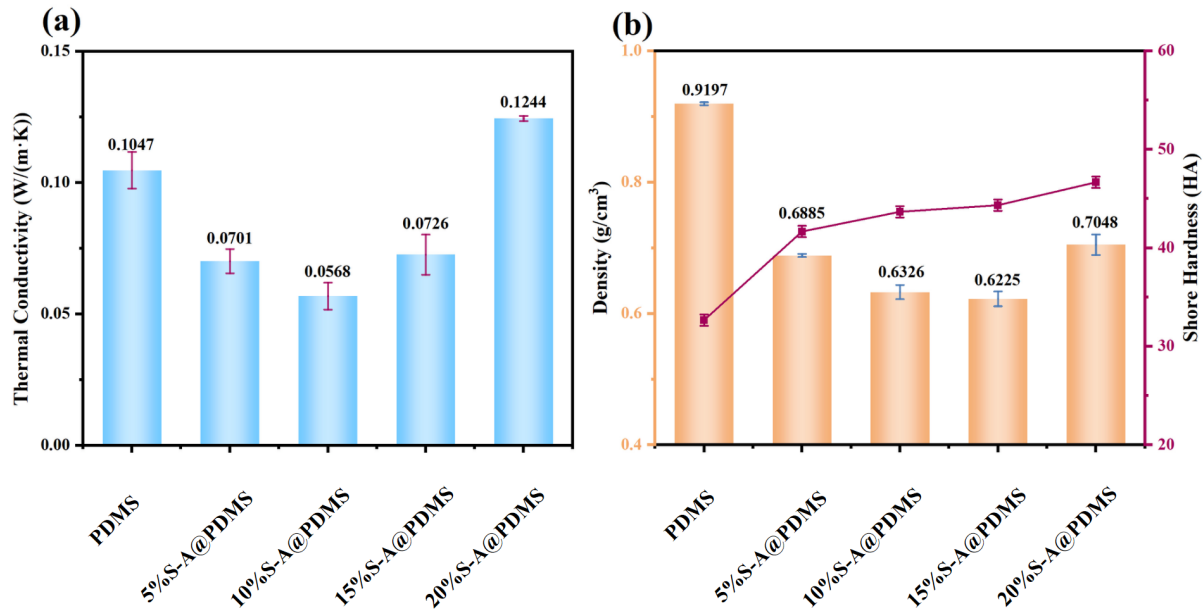 (a)
Thermal Conductivity (W/(m·K))
0.15
0.10
0.05
0.00
0.1047
0.0701
0.0568
0.0726
0.1244
PDMS
5%S-A@PDMS
10%S-A@PDMS
15%S-A@PDMS
20%S-A@PDMS
(b)
Density (g/cm³)
1.0
0.8
0.6
0.4
0.9197
0.6885
0.6326
0.6225
0.7048
60
50
40
30
20
Shore Hardness (HA)
PDMS
5%S-A@PDMS
10%S-A@PDMS
15%S-A@PDMS
20%S-A@PDMS